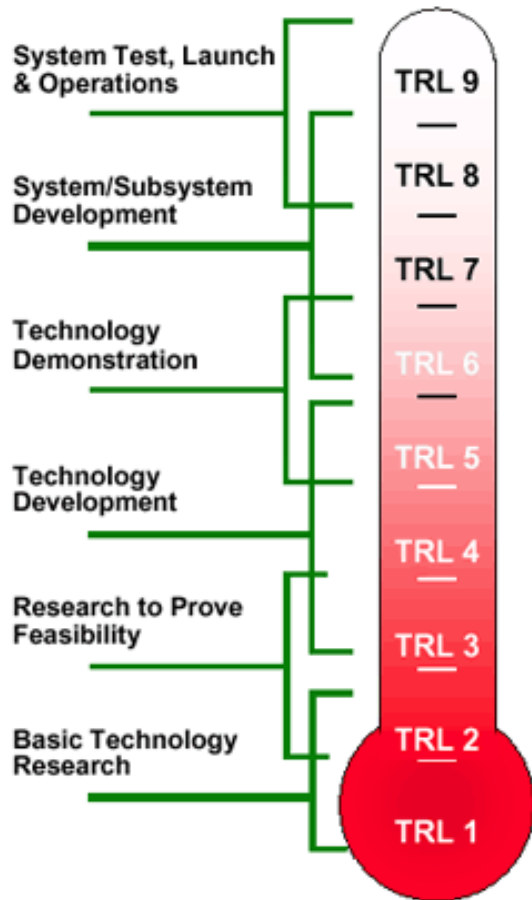 System Test, Launch
& Operations
System/Subsystem
Development
Technology
Demonstration
Technology
Development
Research to Prove
Feasibility
Basic Technology
Research
TRL 9
TRL 8
TRL 7
TRL 6
TRL 5
TRL 4
TRL 3
TRL 2
TRL 1